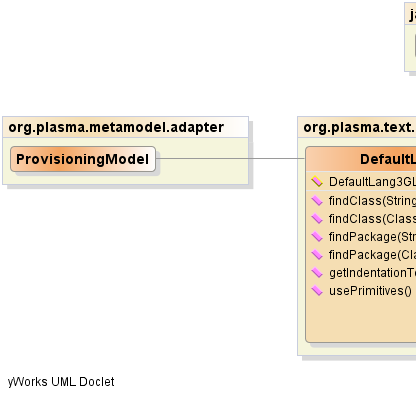 org.plasma.metamodel.adapter
org.plasma.text.
ProvisioningModel
DefaultL
DefaultLang3GL
findClass(String
findClass(Class
findPackage(Str
findPackage(Cla
getIndentationTo
usePrimitives()
yWorks UML Doclet